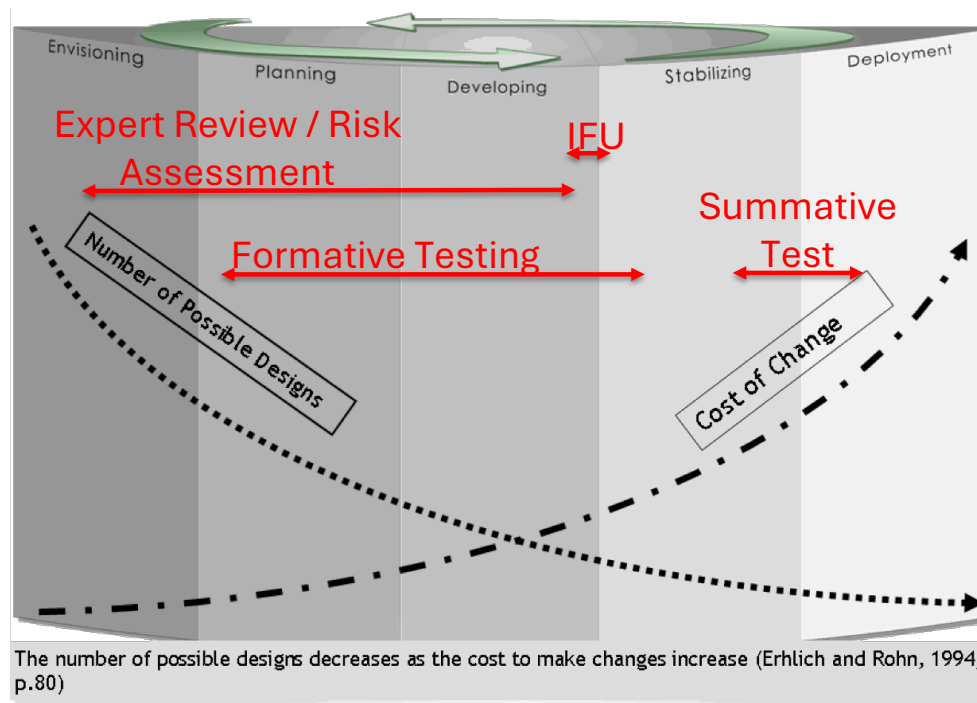 Envisioning
Planning
Developing
Stabilizing
Deployment
Expert Review / Risk
Assessment
IFU
Formative Testing
Summative
Test
Number of Possible Designs
Cost of Change
The number of possible designs decreases as the cost to make changes increase (Erhlich and Rohn, 1994,
p.80)